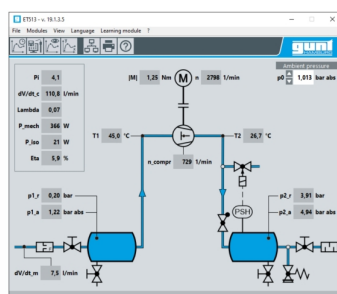 ET513 - v. 19.1.3.5
File Modules View Language Learning module ?
gunt
Ambient pressure
p0 1,013 bar abs
Pi 4,1
dV/dt_c 110,8 l/min
Lambda 0,07
P_mech 366 W
P_iso 21 W
Eta 5,9 %
|M| 1,25 Nm M n 2798 1/min
T1 45,0 °C
T2 26,7 °C
n_compr 729 1/min
p1_r 0,20 bar
p1_a 1,22 bar abs
PSH
p2_r 3,91 bar
p2_a 4,94 bar abs
dV/dt_m 7,5 l/min